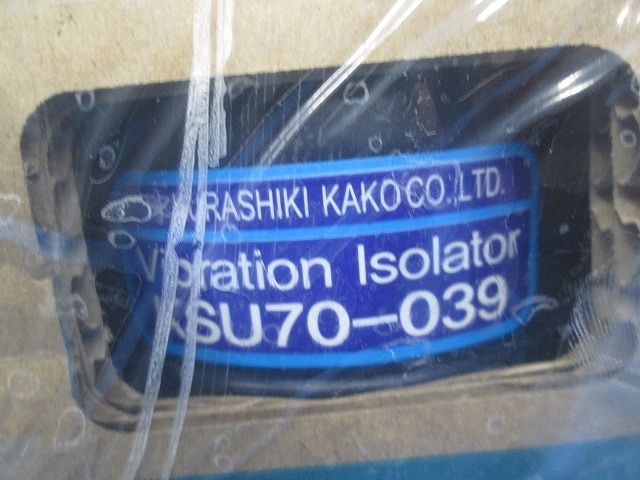 KURASHIKI KAKO CO.,LTD.
Vibration Isolator
KSU70-039